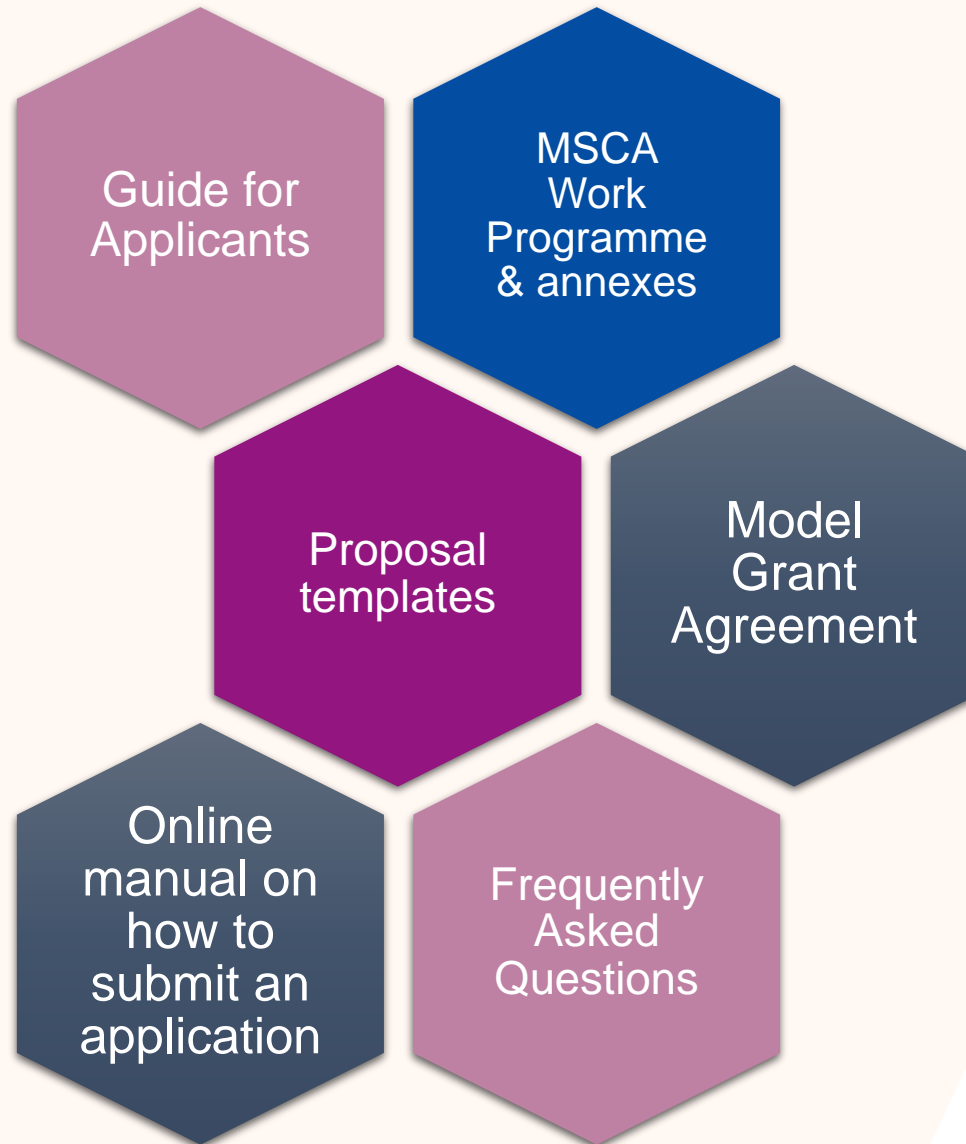 Guide for
Applicants
MSCA
Work
Programme
& annexes
Proposal
templates
Model
Grant
Agreement
Online
manual on
how to
submit an
application
Frequently
Asked
Questions